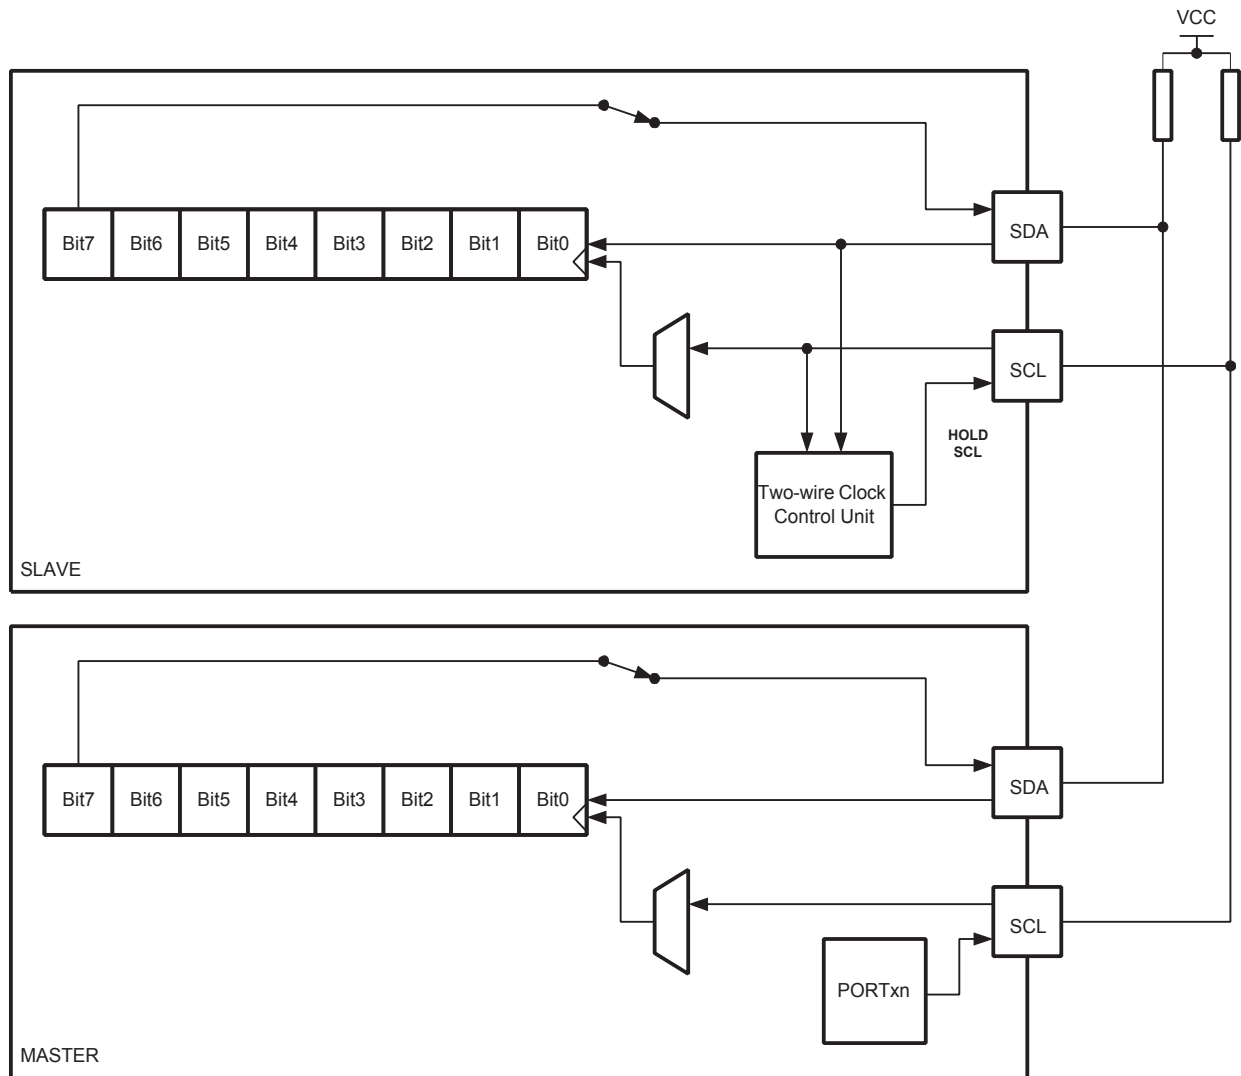 VCC
Bit7 Bit6 Bit5 Bit4 Bit3 Bit2 Bit1 Bit0
SDA
SCL
HOLD
SCL
Two-wire Clock
Control Unit
SLAVE
Bit7 Bit6 Bit5 Bit4 Bit3 Bit2 Bit1 Bit0
SDA
SCL
PORTxn
MASTER